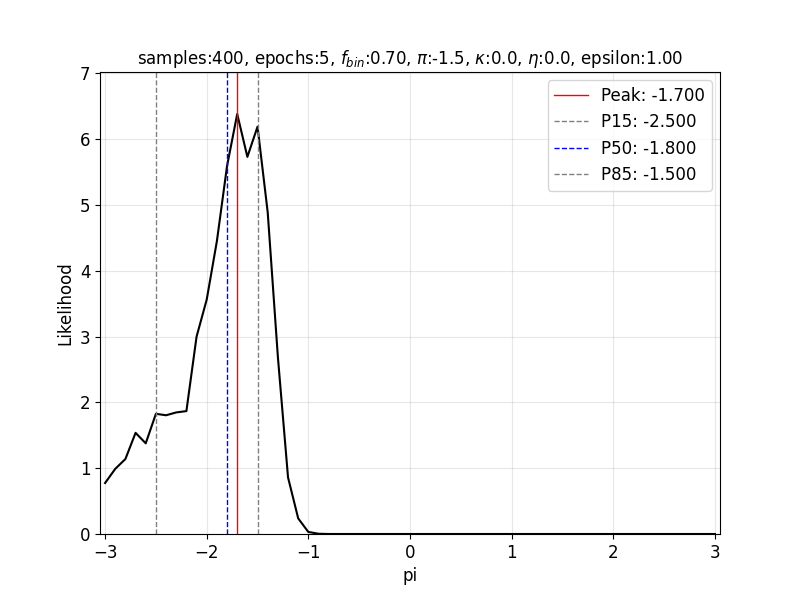 samples:400, epochs:5, f_bin:0.70, π:-1.5, κ:0.0, η:0.0, epsilon:1.00
Peak: -1.700
P15: -2.500
P50: -1.800
P85: -1.500
Likelihood
7
6
5
4
3
2
1
0
−3 −2 −1 0 1 2 3
pi